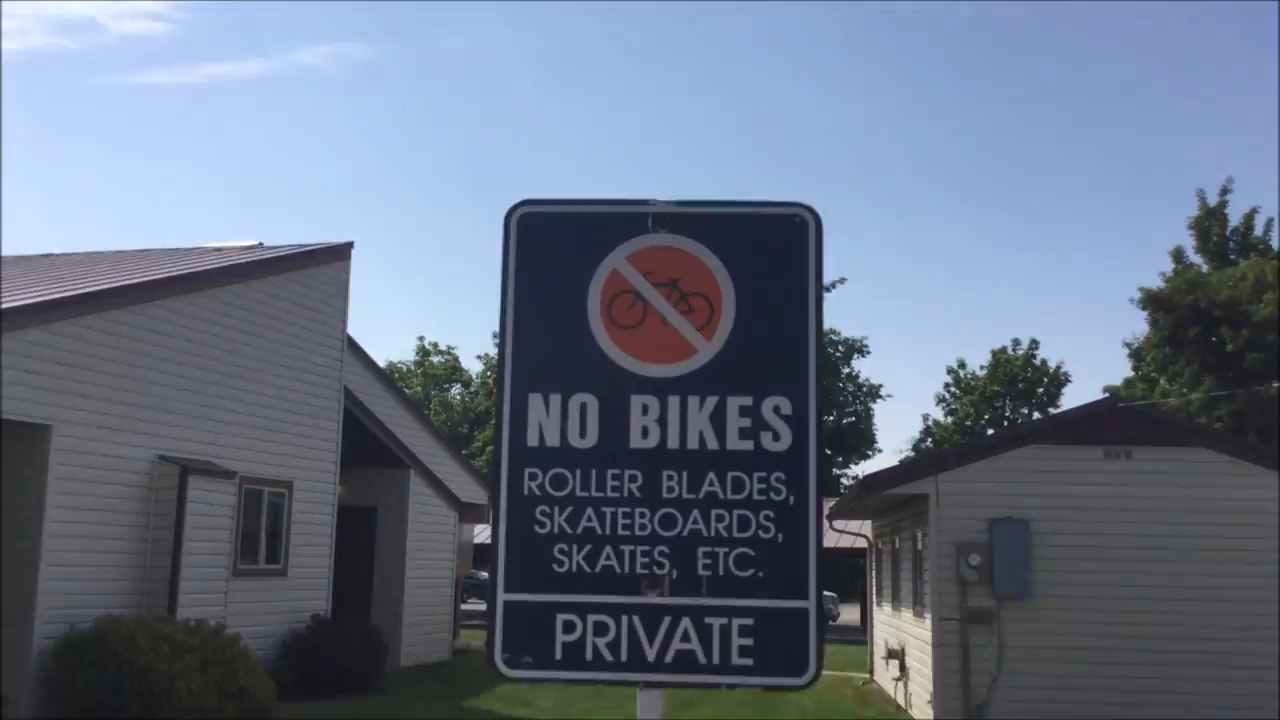 NO BIKES
ROLLER BLADES,
SKATEBOARDS,
SKATES, ETC.
PRIVATE